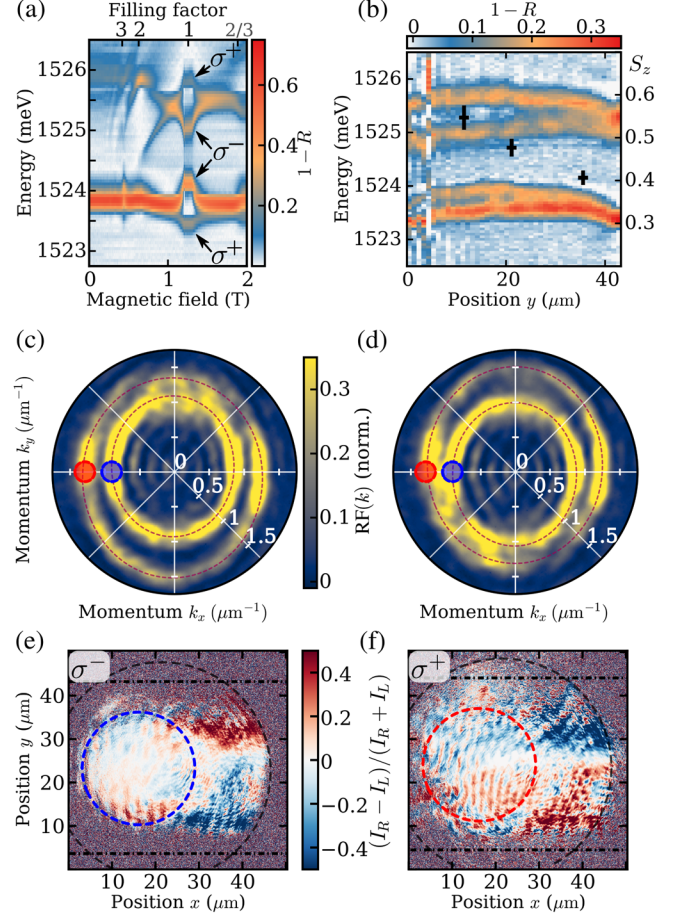 (a)
Filling factor
3 2 1 2/3
1526
1525
1524
1523
Energy (meV)
σ+
σ−
σ+
0 1 2
Magnetic field (T)
0.6
0.4
0.2
1−R
(b)
1−R
0 0.1 0.2 0.3
1526
1525
1524
1523
Energy (meV)
S_z
0.6
0.5
0.4
0.3
0 20 40
Position y (μm)
(c)
Momentum k_y (μm⁻¹)
0
0.5
1
1.5
Momentum k_x (μm⁻¹)
0.3
0.2
0.1
0
RF(k) (norm.)
(d)
0
0.5
1
1.5
Momentum k_x (μm⁻¹)
(e)
σ−
Position y (μm)
50
40
30
20
10
0
10 20 30 40
Position x (μm)
0.4
0.2
0
−0.2
−0.4
(I_R − I_L)/(I_R + I_L)
(f)
σ+
10 20 30 40
Position x (μm)